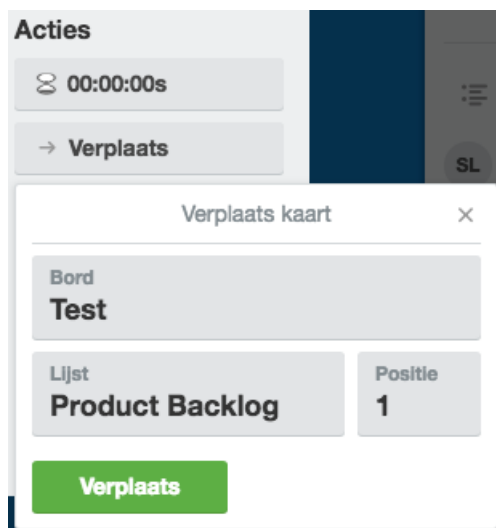 Acties
00:00:00s
Verplaats
SL
Verplaats kaart
Bord
Test
Lijst
Positie
Product Backlog
1
Verplaats